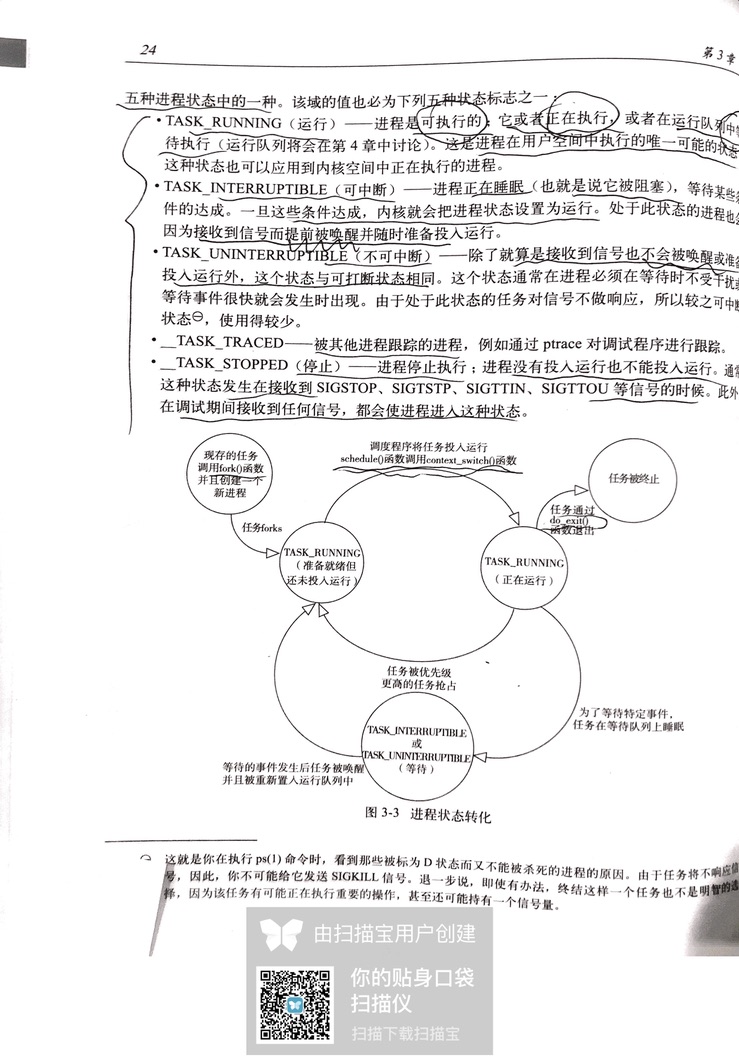 24
第3章
五种进程状态中的一种。该域的值也必为下列五种状态标志之一：
• TASK_RUNNING（运行）——进程是可执行的；它或者正在执行，或者在运行队列中等
待执行（运行队列将会在第 4 章中讨论）。这是进程在用户空间中执行的唯一可能的状态
这种状态也可以应用到内核空间中正在执行的进程。
• TASK_INTERRUPTIBLE（可中断）——进程正在睡眠（也就是说它被阻塞），等待某些条
件的达成。一旦这些条件达成，内核就会把进程状态设置为运行。处于此状态的进程也会
因为接收到信号而提前被唤醒并随时准备投入运行。
• TASK_UNINTERRUPTIBLE（不可中断）——除了就算是接收到信号也不会被唤醒或准备
投入运行外，这个状态与可打断状态相同。这个状态通常在进程必须在等待时不受干扰或
等待事件很快就会发生时出现。由于处于此状态的任务对信号不做响应，所以较之可中断
状态㊀，使用得较少。
• __TASK_TRACED——被其他进程跟踪的进程，例如通过 ptrace 对调试程序进行跟踪。
• __TASK_STOPPED（停止）——进程停止执行；进程没有投入运行也不能投入运行。通常
这种状态发生在接收到 SIGSTOP、SIGTSTP、SIGTTIN、SIGTTOU 等信号的时候。此外
在调试期间接收到任何信号，都会使进程进入这种状态。
现存的任务
调用fork()函数
并且创建一个
新进程
调度程序将任务投入运行
schedule()函数调用context_switch()函数
任务被终止
任务通过
do_exit()
函数退出
任务forks
TASK_RUNNING
（准备就绪但
还未投入运行）
TASK_RUNNING
（正在运行）
任务被优先级
更高的任务抢占
为了等待特定事件，
任务在等待队列上睡眠
TASK_INTERRUPTIBLE
或
TASK_UNINTERRUPTIBLE
（等待）
等待的事件发生后任务被唤醒
并且被重新置入运行队列中
图 3-3 进程状态转化
这就是你在执行 ps(1) 命令时，看到那些被标为 D 状态而又不能被杀死的进程的原因。由于任务将不响应信
号，因此，你不可能给它发送 SIGKILL 信号。退一步说，即使有办法，终结这样一个任务也不是明智的选
择，因为该任务有可能正在执行重要的操作，甚至还可能持有一个信号量。
由扫描宝用户创建
你的贴身口袋
扫描仪
扫描下载扫描宝